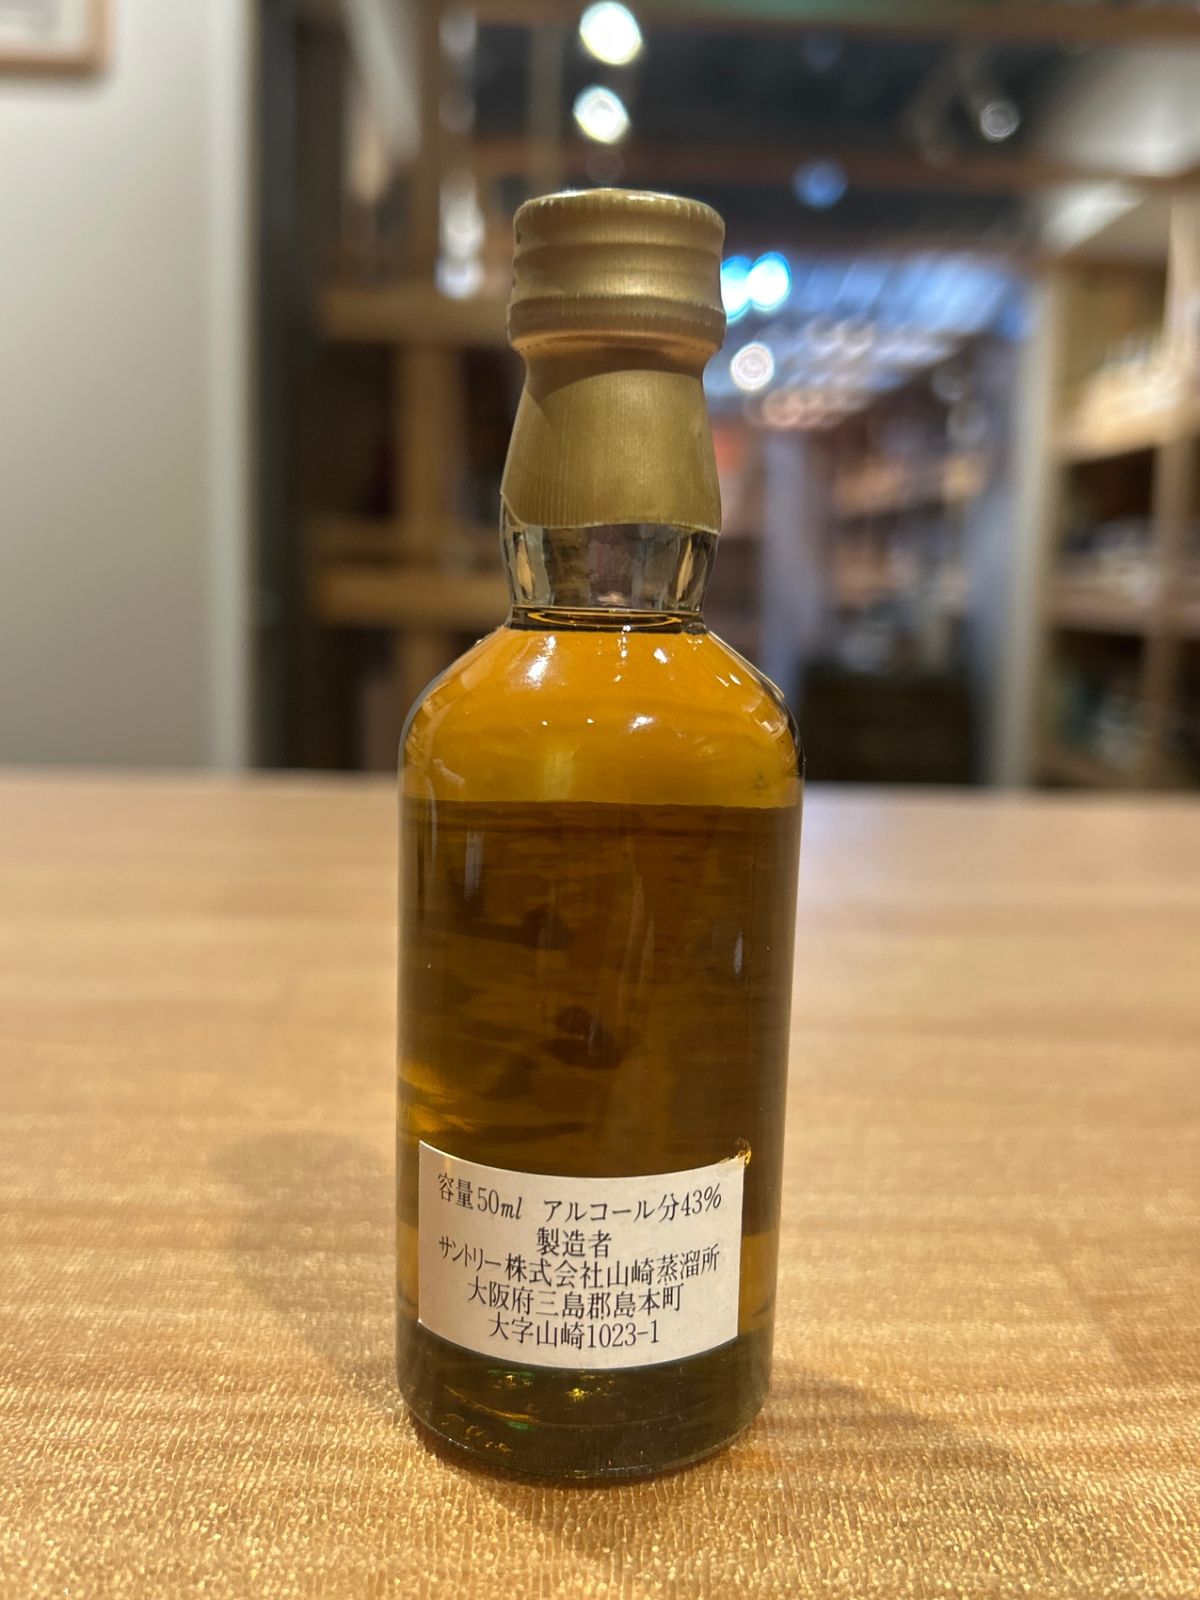 容量50ml アルコール分43%
製造者
サントリー株式会社山崎蒸溜所
大阪府三島郡島本町
大字山崎1023-1